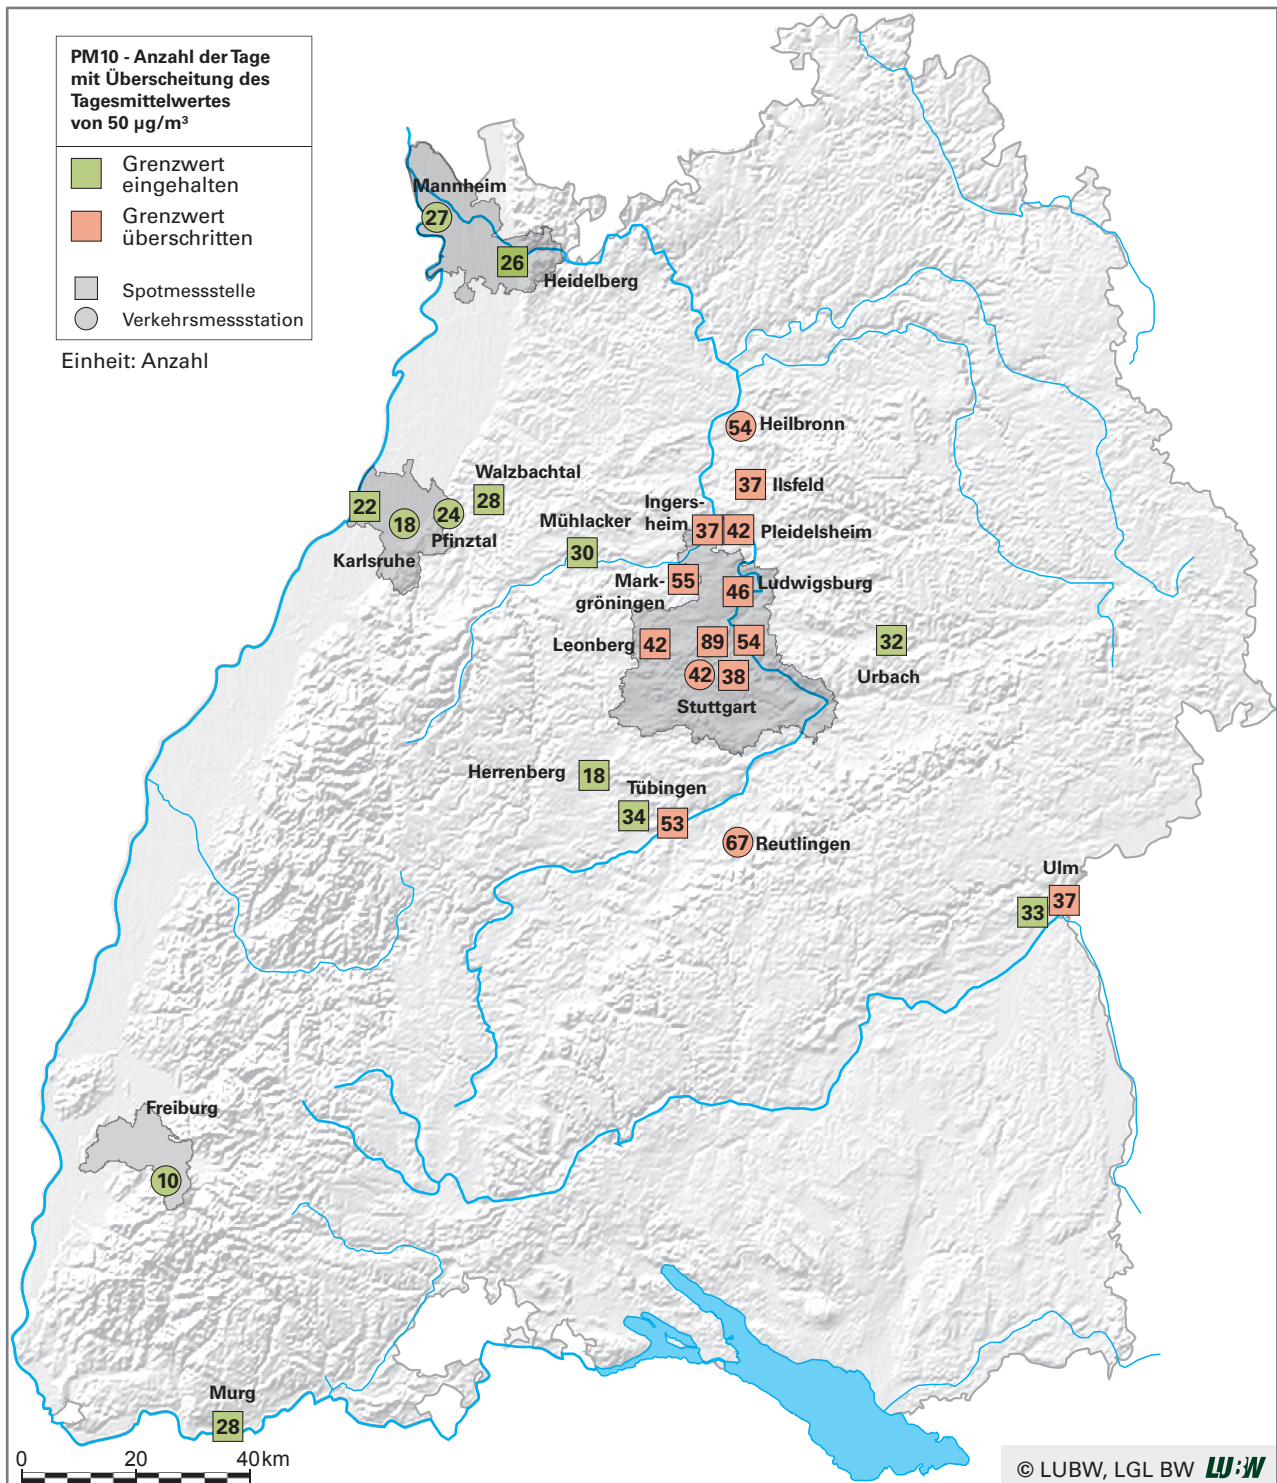 PM10 - Anzahl der Tage
mit Überscheitung des
Tagesmittelwertes
von 50 µg/m³
Grenzwert
eingehalten
Grenzwert
überschritten
Spotmessstelle
Verkehrsmessstation
Einheit: Anzahl
Mannheim
27
26
Heidelberg
54 Heilbronn
Walzbachtal
37 Ilsfeld
22
18
24
28
Pfinztal
Karlsruhe
Ingers-
heim
37
42
Pleidelsheim
Mühlacker
30
Mark-
gröningen
55
46
Ludwigsburg
Leonberg
42
89
54
42
38
Stuttgart
32
Urbach
Herrenberg
18
Tübingen
34
53
67 Reutlingen
Ulm
33
37
Freiburg
10
Murg
28
0 20 40 km
© LUBW, LGL BW LUBW